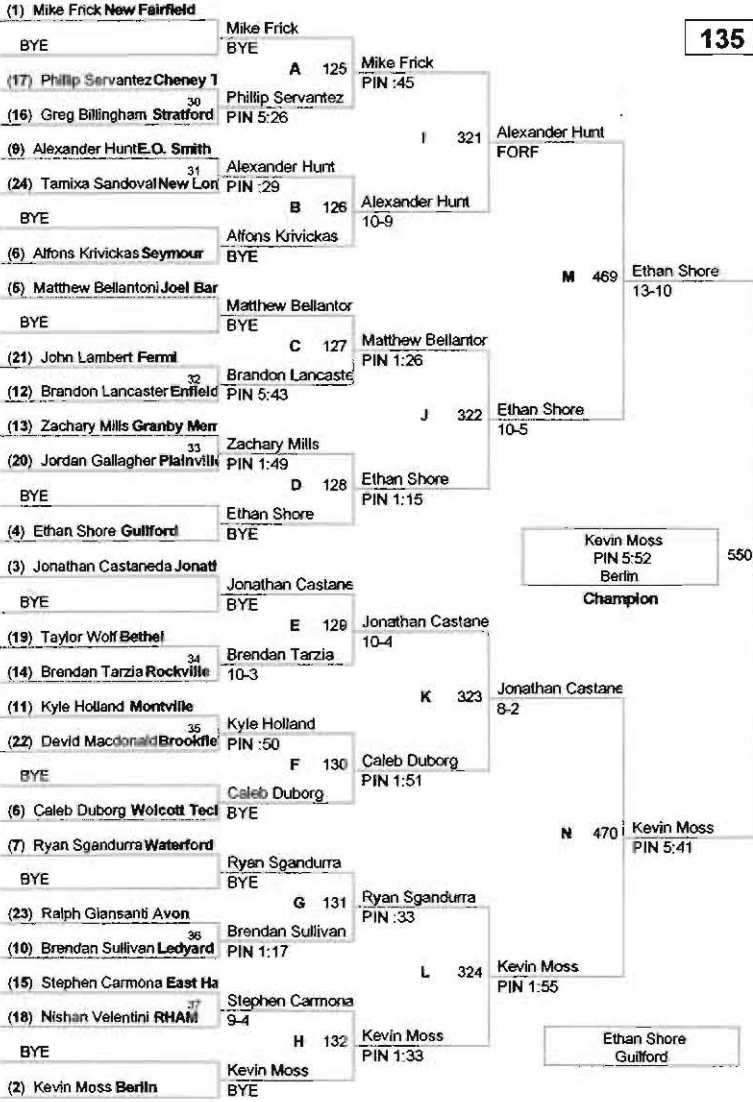 135
(1) Mike Frick New Fairfield
BYE
(17) Phillip Servantez Cheney T
30
(16) Greg Billingham Stratford
(9) Alexander Hunt E.O. Smith
31
(24) Tamixa Sandoval New Lon
BYE
(6) Alfons Krivickas Seymour
(5) Matthew Bellantoni Joel Bar
BYE
(21) John Lambert Fermi
32
(12) Brandon Lancaster Enfield
(13) Zachary Mills Granby Mem
33
(20) Jordan Gallagher Plainville
BYE
(4) Ethan Shore Guilford
(3) Jonathan Castaneda Jonath
BYE
(19) Taylor Wolf Bethel
34
(14) Brendan Tarzia Rockville
(11) Kyle Holland Montville
35
(22) Devid Macdonald Brookfie
BYE
(6) Caleb Duborg Wolcott Tecl
(7) Ryan Sgandurra Waterford
BYE
(23) Ralph Giansanti Avon
36
(10) Brendan Sullivan Ledyard
(15) Stephen Carmona East Ha
37
(18) Nishan Velentini RHAM
BYE
(2) Kevin Moss Berlin
Mike Frick
BYE
A 125
Phillip Servantez
PIN 5:26
Alexander Hunt
PIN :29
B 126
Alfons Krivickas
BYE
Matthew Bellantor
BYE
C 127
Brandon Lancaste
PIN 5:43
Zachary Mills
PIN 1:49
D 128
Ethan Shore
BYE
Jonathan Castane
BYE
E 129
Brendan Tarzia
10-3
Kyle Holland
PIN :50
F 130
Caleb Duborg
BYE
Ryan Sgandurra
BYE
G 131
Brendan Sullivan
PIN 1:17
Stephen Carmona
9-4
H 132
Kevin Moss
BYE
Mike Frick
PIN :45
I 321
Alexander Hunt
10-9
Matthew Bellantor
PIN 1:26
J 322
Ethan Shore
PIN 1:15
Jonathan Castane
10-4
K 323
Caleb Duborg
PIN 1:51
Ryan Sgandurra
PIN :33
L 324
Kevin Moss
PIN 1:33
Alexander Hunt
FORF
M 469
Ethan Shore
10-5
Jonathan Castane
8-2
N 470
Kevin Moss
PIN 1:55
Ethan Shore
13-10
Kevin Moss
PIN 5:41
Kevin Moss
PIN 5:52
Berlin
550
Champion
Ethan Shore
Guilford